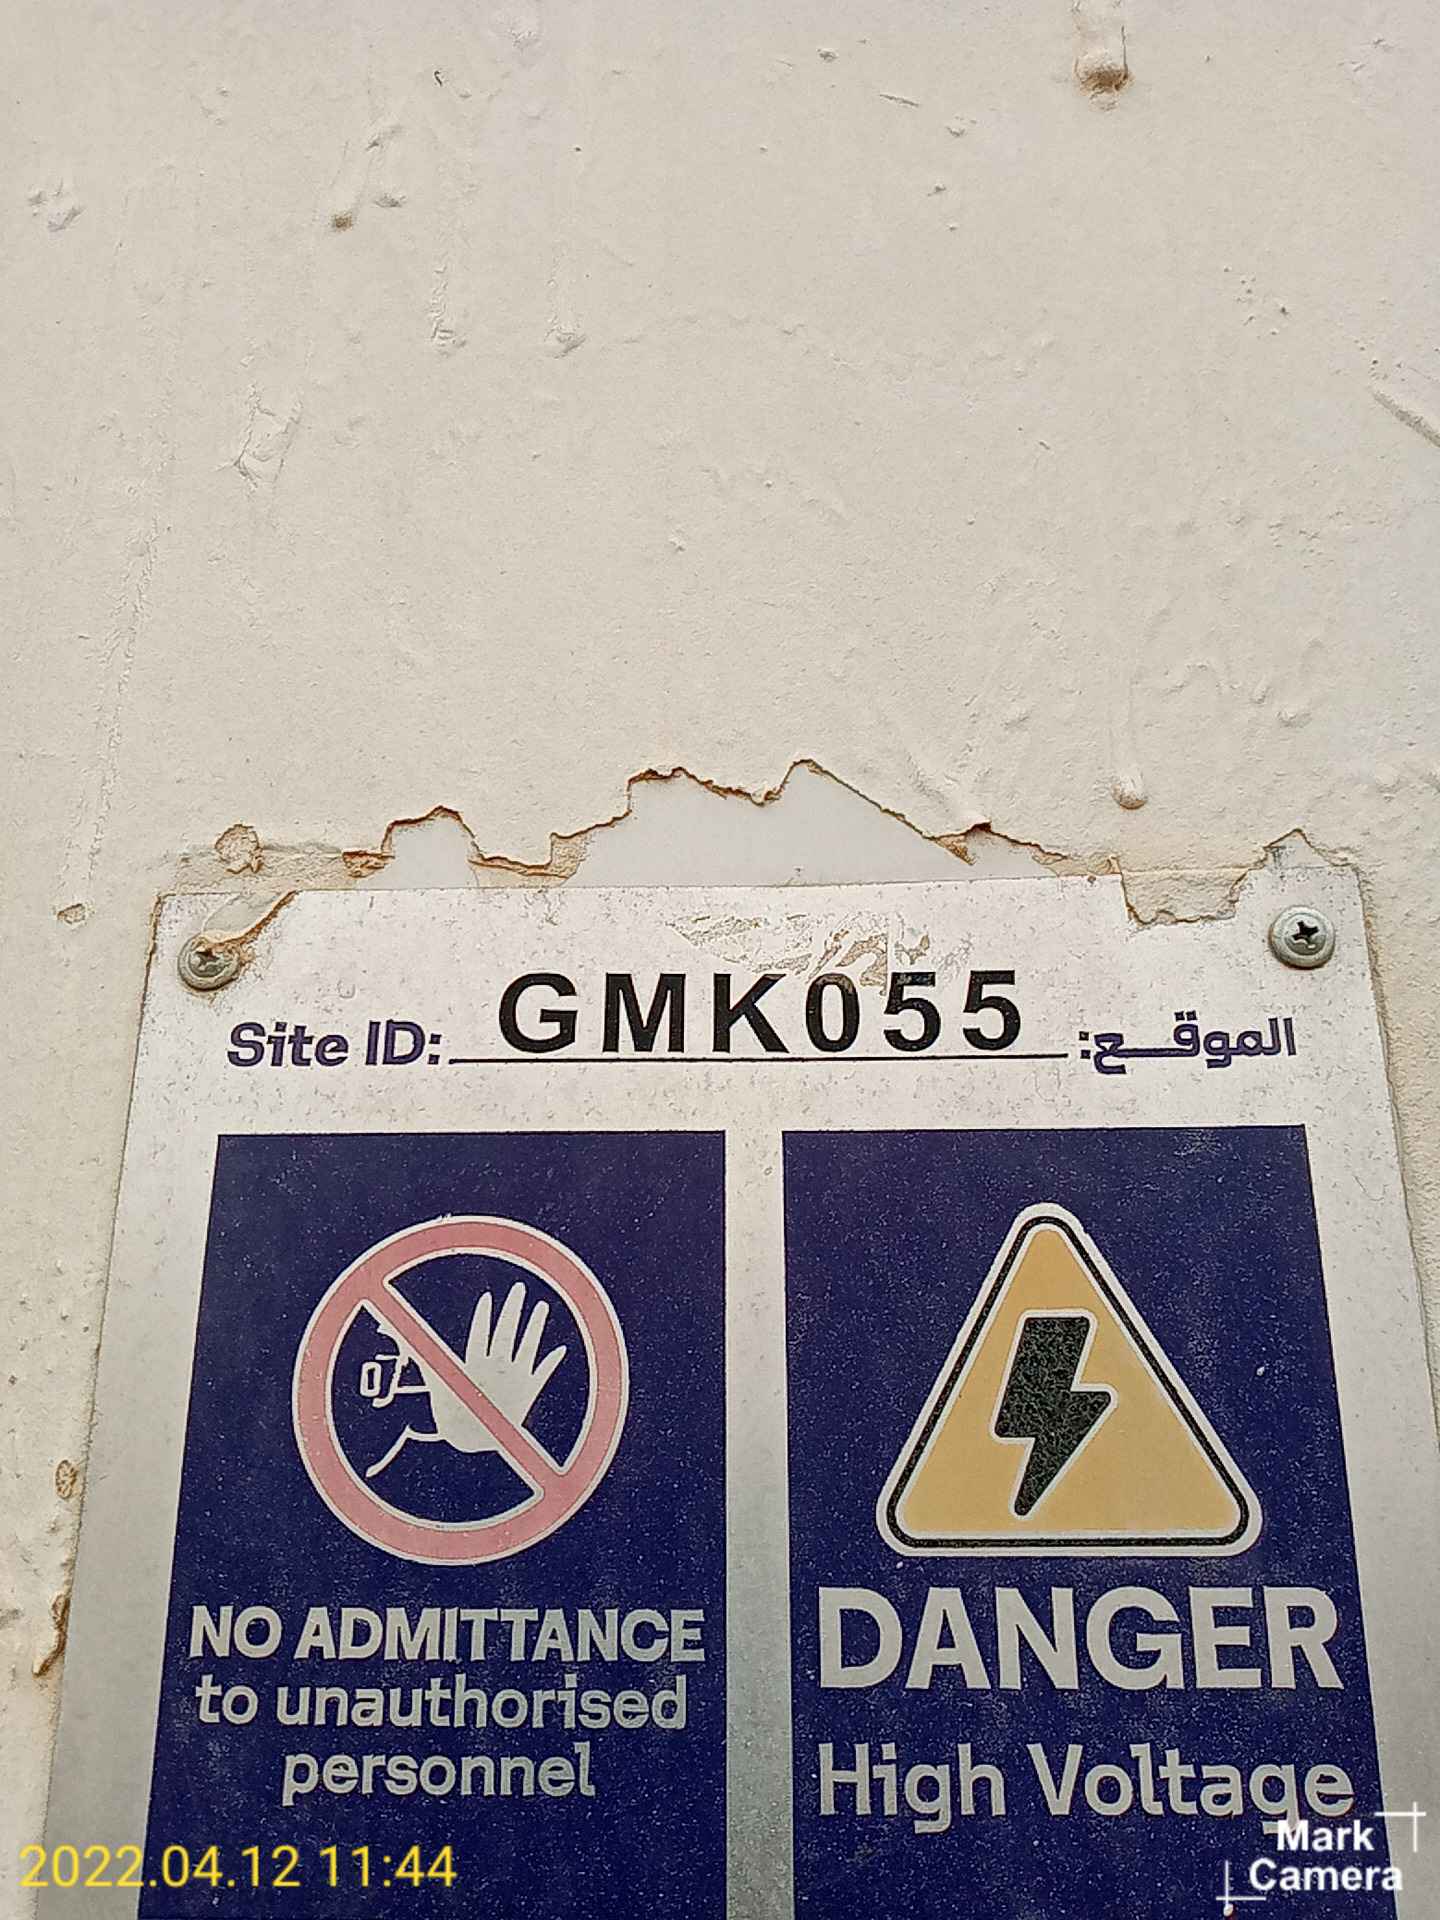 Site ID: GMK055 الموقع:
NO ADMITTANCE
to unauthorised
personnel
DANGER
High Voltage
2022.04.12 11:44
Mark
Camera